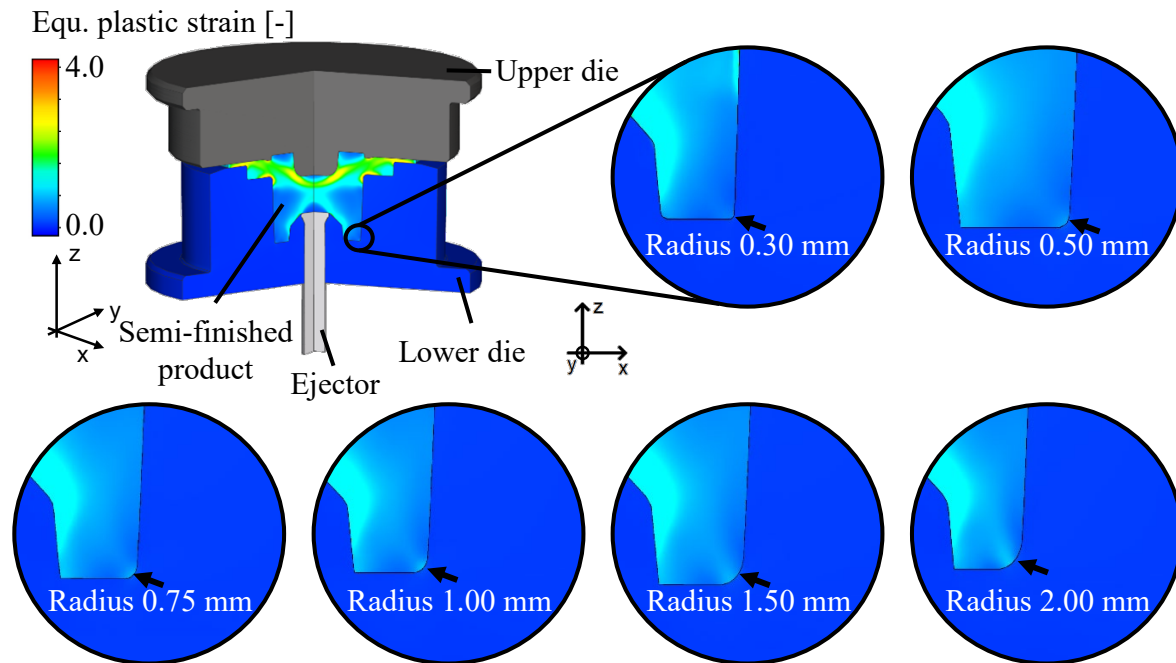 Equ. plastic strain [-]
4.0
0.0
Upper die
z
y
x
Semi-finished
product
Ejector
Lower die
z
y
x
Radius 0.30 mm
Radius 0.50 mm
Radius 0.75 mm
Radius 1.00 mm
Radius 1.50 mm
Radius 2.00 mm